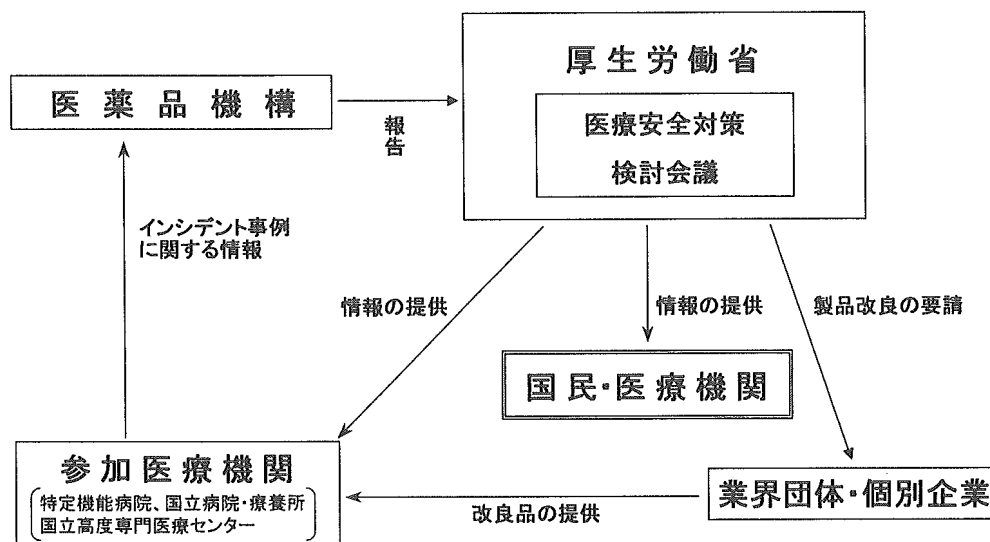 厚生労働省
医薬品機構
医療安全対策
検討会議
報告
インシデント事例
に関する情報
情報の提供
情報の提供
製品改良の要請
国民・医療機関
参加医療機関
特定機能病院、国立病院・療養所
国立高度専門医療センター
改良品の提供
業界団体・個別企業